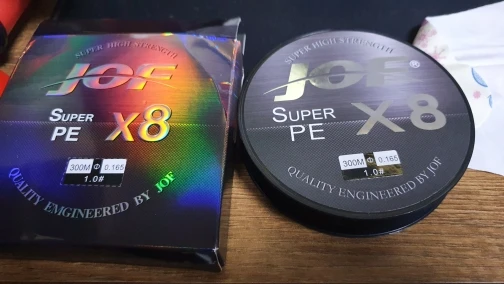 SUPER HIGH STRENGTH
JOF
SUPER
PE
X8
300M Φ 0.165
1.0#
QUALITY EMGINEERED BY JOF
SUPER HIGH STRENGTH
JOF®
SUPER
PE
X8
300M Φ 0.165
1.0#
QUALITY ENGINEERED BY JOF